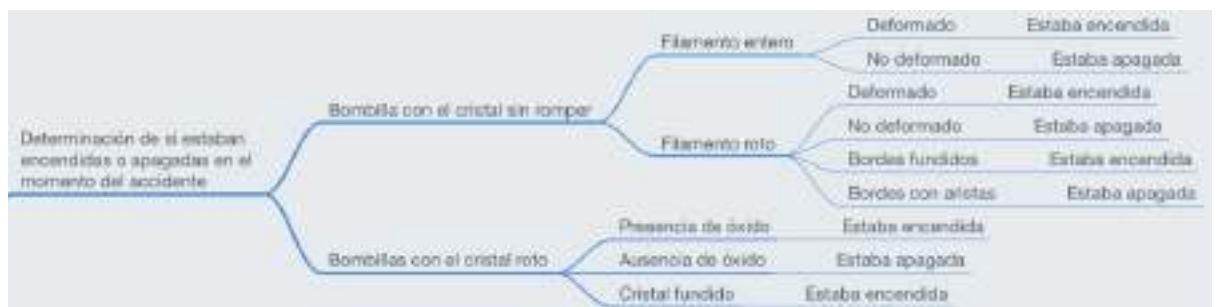 Determinación de si estaban
encendidas o apagadas en el
momento del accidente
Bombilla con el cristal sin romper
Filamento entero
Deformado Estaba encendida
No deformado Estaba apagada
Filamento roto
Deformado Estaba encendida
No deformado Estaba apagada
Bordes fundidos Estaba encendida
Bordes con aristas Estaba apagada
Bombillas con el cristal roto
Presencia de óxido Estaba encendida
Ausencia de óxido Estaba apagada
Cristal fundido Estaba encendida